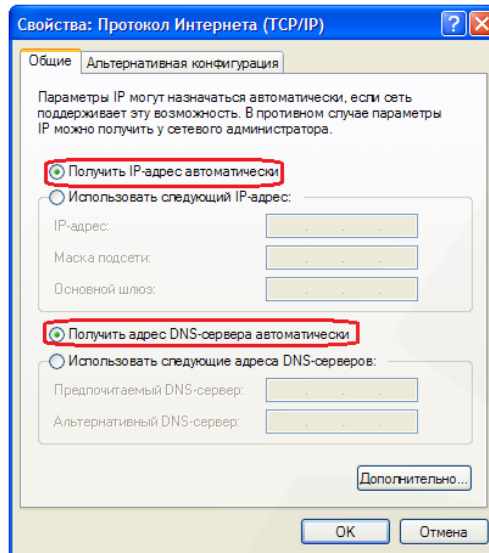 Свойства: Протокол Интернета (TCP/IP)
Общие Альтернативная конфигурация
Параметры IP могут назначаться автоматически, если сеть
поддерживает эту возможность. В противном случае параметры
IP можно получить у сетевого администратора.
Получить IP-адрес автоматически
Использовать следующий IP-адрес:
IP-адрес:
Маска подсети:
Основной шлюз:
Получить адрес DNS-сервера автоматически
Использовать следующие адреса DNS-серверов:
Предпочитаемый DNS-сервер:
Альтернативный DNS-сервер:
Дополнительно...
OK Отмена